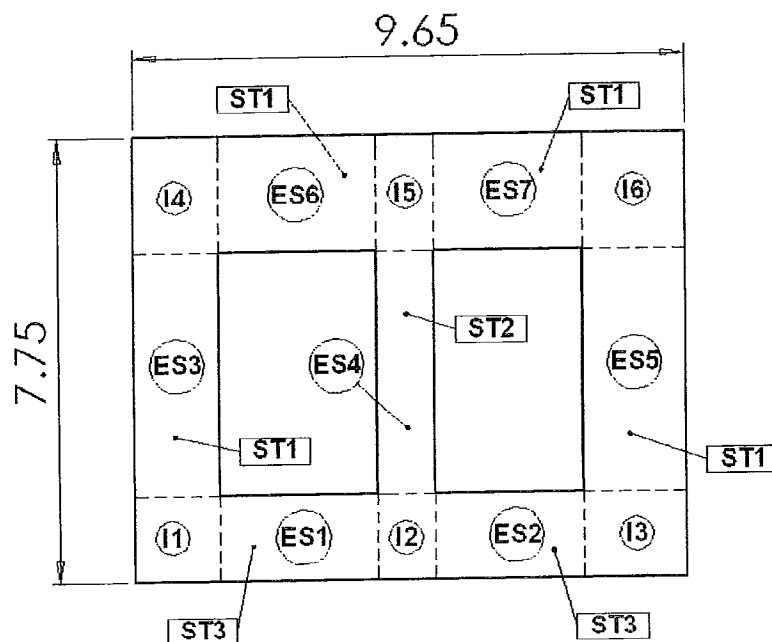 9.65
ST1
ST1
I4
ES6
I5
ES7
I6
7.75
ST2
ES3
ES4
ES5
ST1
ST1
I1
ES1
I2
ES2
I3
ST3
ST3